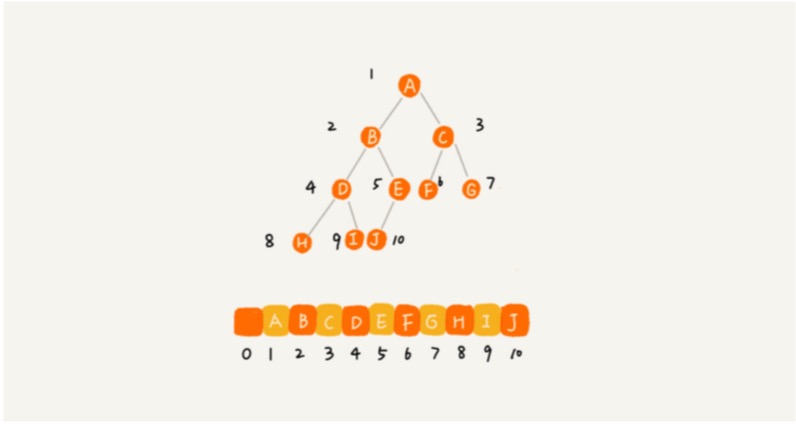 1 A
2 B C 3
4 D 5 E F 6 G 7
8 H 9 I J 10
A B C D E F G H I J
0 1 2 3 4 5 6 7 8 9 10